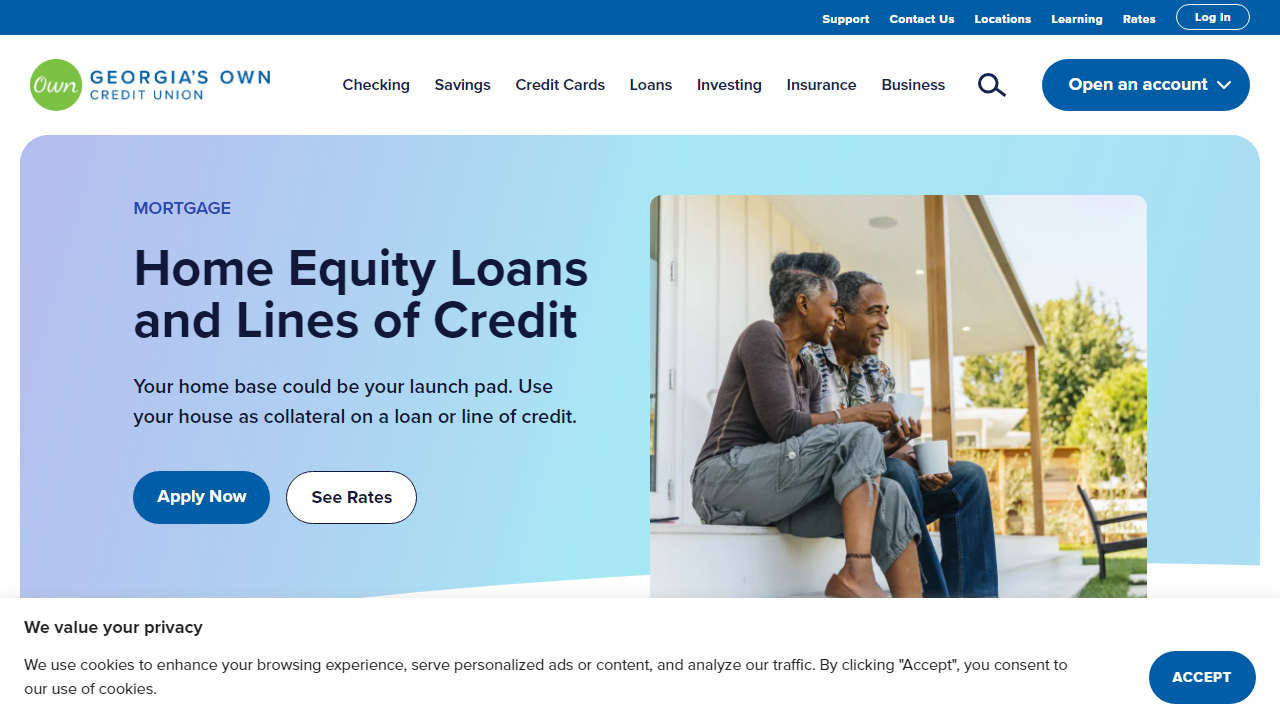 Support Contact Us Locations Learning Rates Log In
Own GEORGIA'S OWN
CREDIT UNION
Checking Savings Credit Cards Loans Investing Insurance Business Open an account
MORTGAGE
Home Equity Loans
and Lines of Credit
Your home base could be your launch pad. Use
your house as collateral on a loan or line of credit.
Apply Now See Rates
We value your privacy
We use cookies to enhance your browsing experience, serve personalized ads or content, and analyze our traffic. By clicking "Accept", you consent to
our use of cookies.
ACCEPT